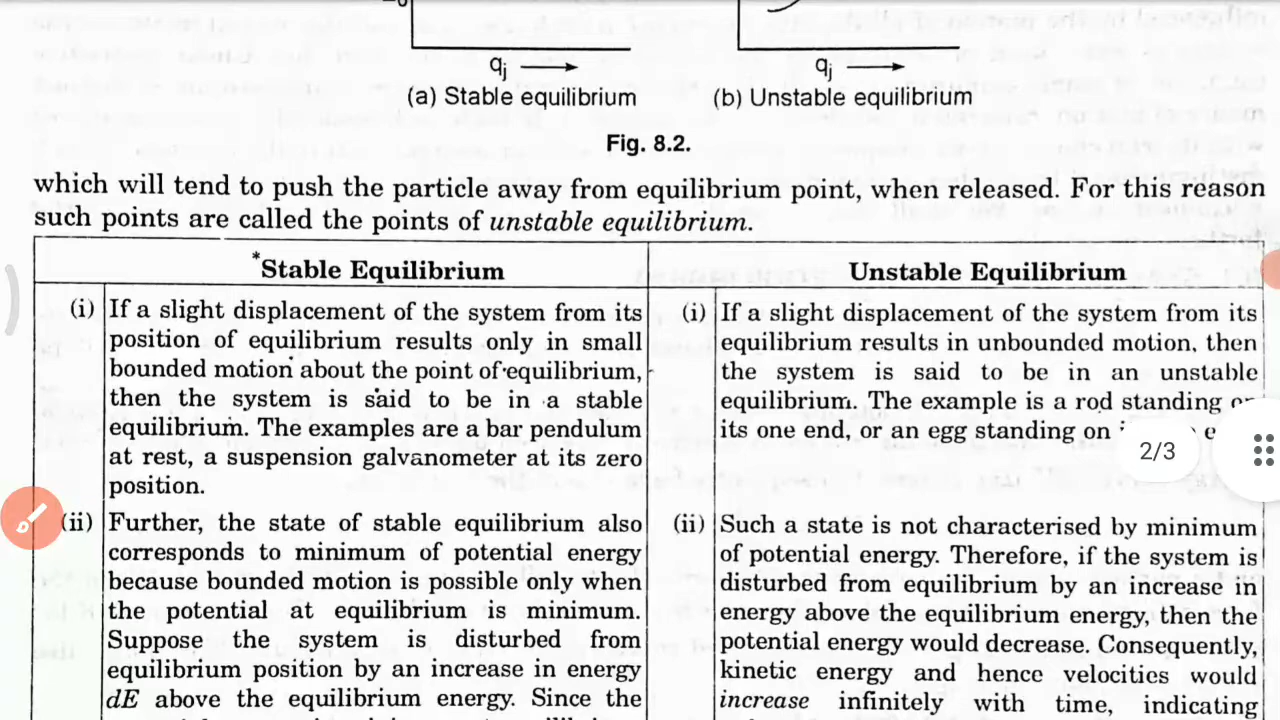 qj
qj
(a) Stable equilibrium
(b) Unstable equilibrium
Fig. 8.2.
which will tend to push the particle away from equilibrium point, when released. For this reason
such points are called the points of unstable equilibrium.
*Stable Equilibrium
(i) If a slight displacement of the system from its
position of equilibrium results only in small
bounded motion about the point of equilibrium,
then the system is said to be in a stable
equilibrium. The examples are a bar pendulum
at rest, a suspension galvanometer at its zero
position.
(ii) Further, the state of stable equilibrium also
corresponds to minimum of potential energy
because bounded motion is possible only when
the potential at equilibrium is minimum.
Suppose the system is disturbed from
equilibrium position by an increase in energy
dE above the equilibrium energy. Since the
Unstable Equilibrium
(i) If a slight displacement of the system from its
equilibrium results in unbounded motion, then
the system is said to be in an unstable
equilibrium. The example is a rod standing
its one end, or an egg standing on
2/3
(ii) Such a state is not characterised by minimum
of potential energy. Therefore, if the system is
disturbed from equilibrium by an increase in
energy above the equilibrium energy, then the
potential energy would decrease. Consequently,
kinetic energy and hence velocities would
increase infinitely with time, indicating